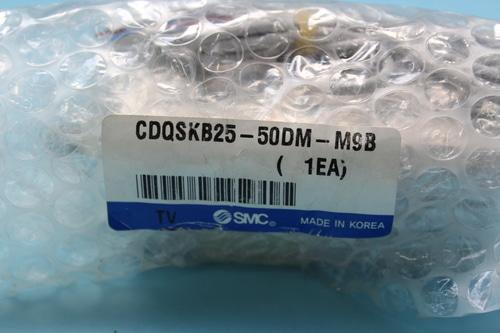 CDQSKB25-50DM-M9B
( 1EA)
TV SMC MADE IN KOREA